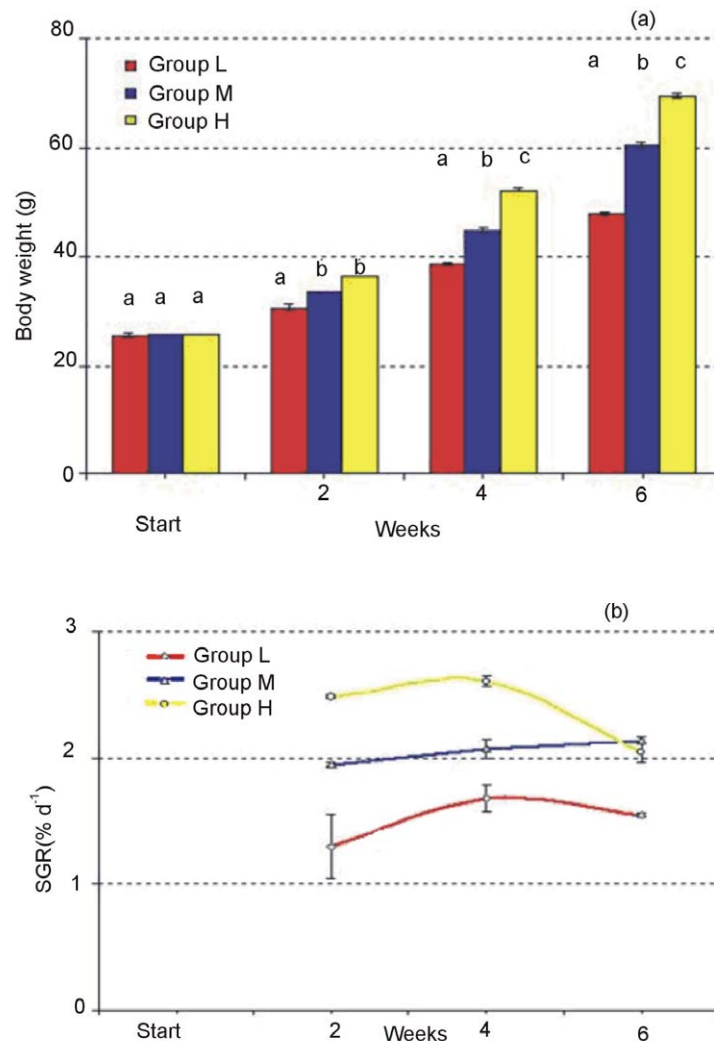 (a)
80
Group L
Group M
Group H
a b c
a b c
60
Body weight (g)
40
a b b
a a a
20
0
2 4 6
Start Weeks
(b)
3
Group L
Group M
Group H
2
SGR(% d-1)
1
0
Start 2 Weeks 4 6